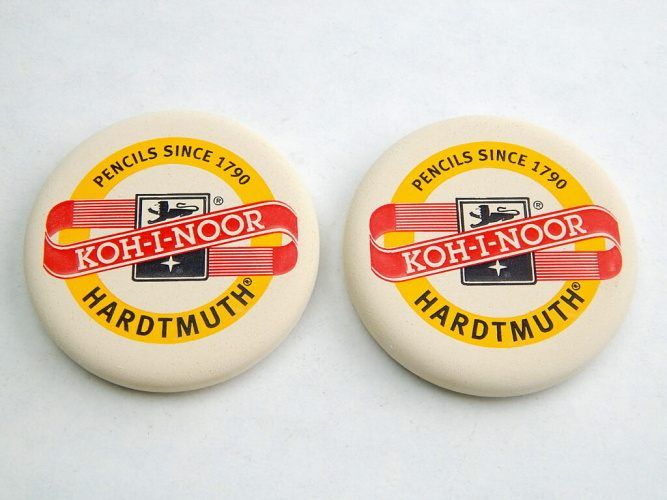 PENCILS SINCE 1790
®
KOH-I-NOOR
HARDTMUTH®
PENCILS SINCE 1790
®
KOH-I-NOOR
HARDTMUTH®